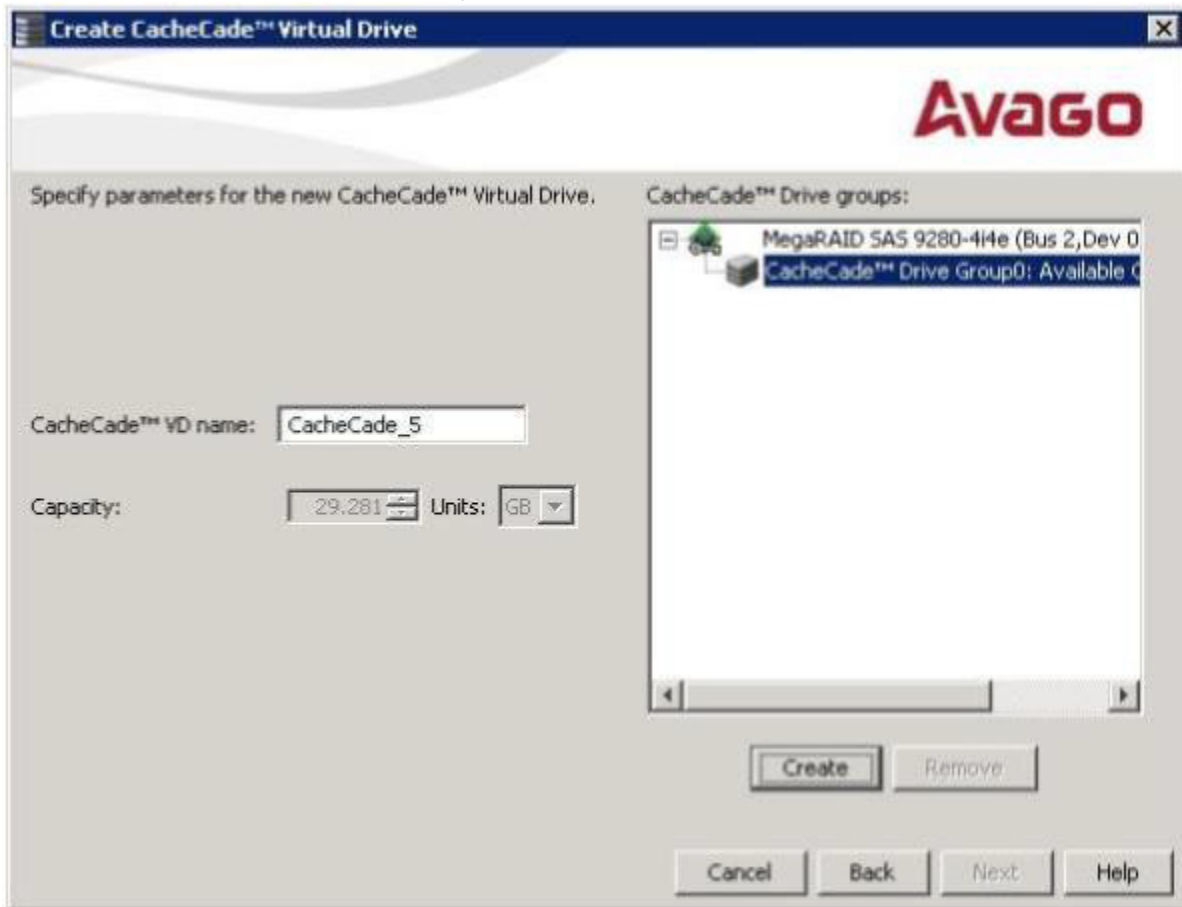 Create CacheCade™ Virtual Drive
Avago
Specify parameters for the new CacheCade™ Virtual Drive.
CacheCade™ Drive groups:
MegaRAID SAS 9280-4i4e (Bus 2,Dev 0
CacheCade™ Drive Group0: Available
CacheCade™ VD name:
CacheCade_5
Capacity:
29.281
Units:
GB
Create
Remove
Cancel
Back
Next
Help